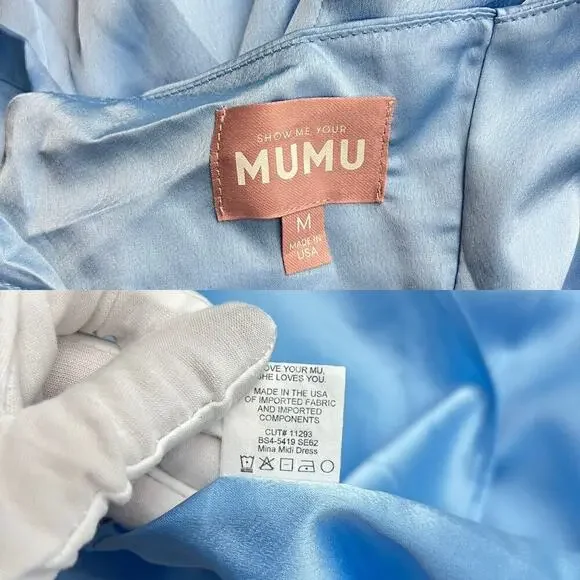 SHOW ME YOUR
MUMU
M
MADE IN
USA
OVE YOUR MU,
HE LOVES YOU.
MADE IN THE USA
OF IMPORTED FABRIC
AND IMPORTED
COMPONENTS
CUT# 11293
BS4-5419 SE62
Mina Midi Dress